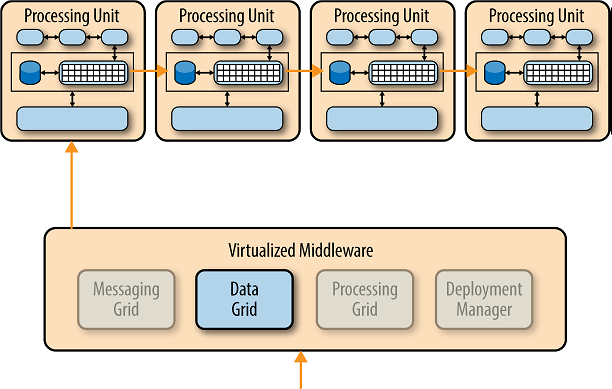 Processing Unit
Processing Unit
Processing Unit
Processing Unit
Virtualized Middleware
Messaging
Grid
Data
Grid
Processing
Grid
Deployment
Manager